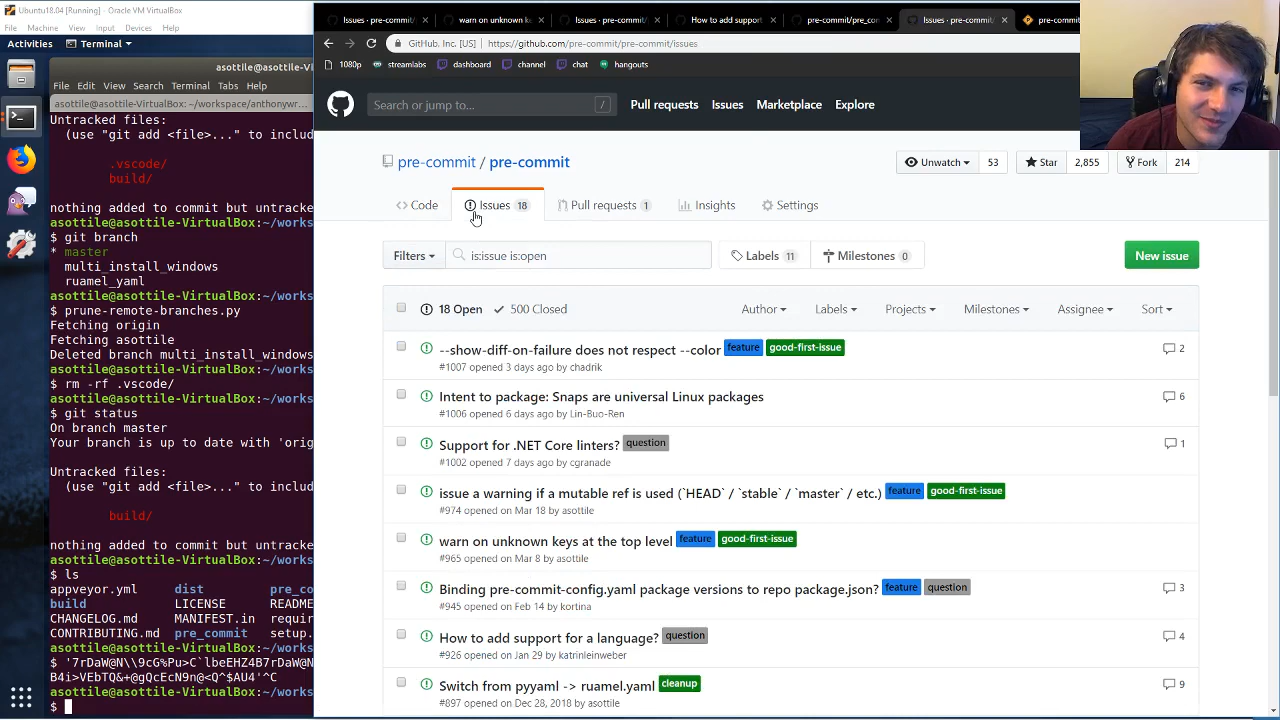 Ubuntu18.04 [Running] - Oracle VM VirtualBox
File Machine View Input Devices Help
Activities Terminal
asottile@asottile-VirtualBox:
File Edit View Search Terminal Tabs Help
asottile@asottile-VirtualBox: ~/workspace/anthonywr...
Untracked files:
(use "git add <file>..." to includ
.vscode/
build/
nothing added to commit but untracke
asottile@asottile-VirtualBox:~/works
$ git branch
* master
multi_install_windows
ruamel_yaml
asottile@asottile-VirtualBox:~/works
$ prune-remote-branches.py
Fetching origin
Fetching asottile
Deleted branch multi_install_windows
asottile@asottile-VirtualBox:~/works
$ rm -rf .vscode/
asottile@asottile-VirtualBox:~/works
$ git status
On branch master
Your branch is up to date with 'orig
Untracked files:
(use "git add <file>..." to includ
build/
nothing added to commit but untracke
asottile@asottile-VirtualBox:~/works
$ ls
appveyor.yml dist pre_co
build LICENSE README
CHANGELOG.md MANIFEST.in requir
CONTRIBUTING.md pre_commit setup.
asottile@asottile-VirtualBox:~/works
$ '7rDaW@N\\9cG%Pu>C`lbeEHZ4B7rDaW@N
B4i>VEbTQ&+@gQcEcN9n@<Q^$AU4'^C
asottile@asottile-VirtualBox:~/works
$
Issues · pre-commit/
warn on unknown k
Issues · pre-commit/
How to add support
pre-commit/pre_com
Issues · pre-commit/
pre-commit
GitHub, Inc. [US] https://github.com/pre-commit/pre-commit/issues
1080p streamlabs dashboard channel chat hangouts
Search or jump to... / Pull requests Issues Marketplace Explore
pre-commit / pre-commit
Unwatch 53 Star 2,855 Fork 214
<> Code Issues 18 Pull requests 1 Insights Settings
Filters is:issue is:open Labels 11 Milestones 0 New issue
18 Open 500 Closed Author Labels Projects Milestones Assignee Sort
--show-diff-on-failure does not respect --color feature good-first-issue 2
#1007 opened 3 days ago by chadrik
Intent to package: Snaps are universal Linux packages 6
#1006 opened 6 days ago by Lin-Buo-Ren
Support for .NET Core linters? question 1
#1002 opened 7 days ago by cgranade
issue a warning if a mutable ref is used (`HEAD` / `stable` / `master` / etc.) feature good-first-issue
#974 opened on Mar 18 by asottile
warn on unknown keys at the top level feature good-first-issue
#965 opened on Mar 8 by asottile
Binding pre-commit-config.yaml package versions to repo package.json? feature question 3
#945 opened on Feb 14 by kortina
How to add support for a language? question 4
#926 opened on Jan 29 by katrinleinweber
Switch from pyyaml -> ruamel.yaml cleanup 9
#897 opened on Dec 28, 2018 by asottile